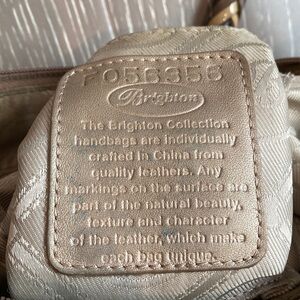 P056356
Brighton
The Brighton Collection
handbags are individually
crafted in China from
quality leathers. Any
markings on the surface are
part of the natural beauty,
texture and character
of the leather, which make
each bag unique.